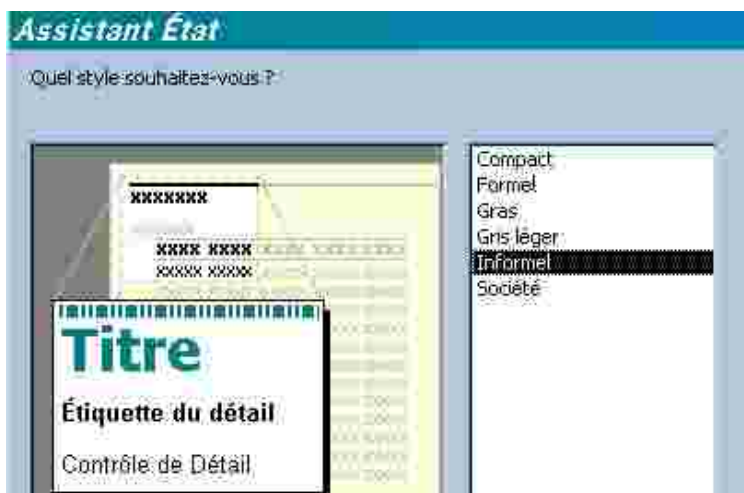 Assistant État
Quel style souhaitez-vous ?
xxxxxxx
xxxx xxxx
xxxxx xxxxx
Titre
Étiquette du détail
Contrôle de Détail
Compact
Formel
Gras
Gris léger
Informel
Société